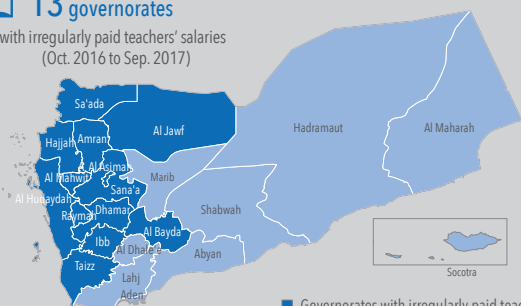 13 governorates
with irregularly paid teachers' salaries
(Oct. 2016 to Sep. 2017)
Sa'ada
Al Jawf
Hadramaut
Al Maharah
Hajjah
Amran
Al Asimah
Marib
Al Mahwit
Sana'a
Al Hudaydah
Dhamar
Raymah
Shabwah
Ibb
Al Bayda
Al Dhale'e
Abyan
Taizz
Lahj
Aden
Socotra
Governorates with irregularly paid